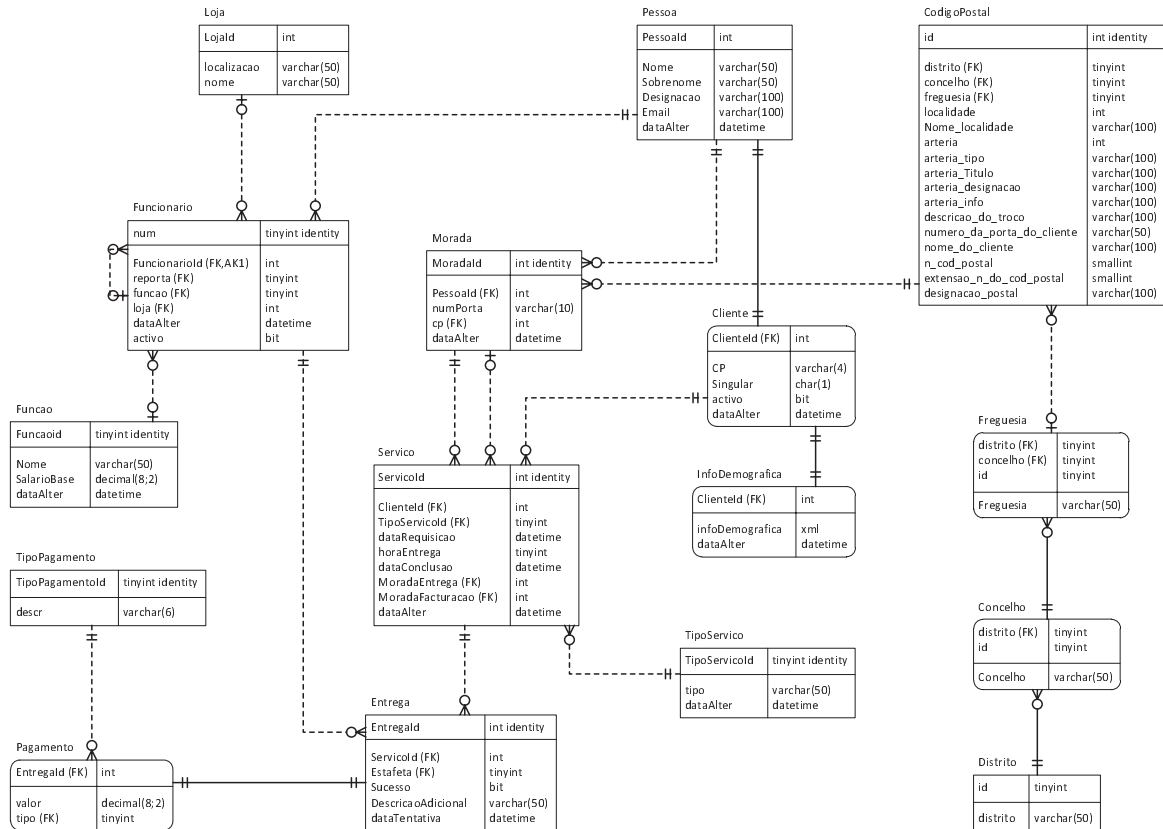 Loja
LojaId int
localizacao varchar(50)
nome varchar(50)
Pessoa
PessoaId int
Nome varchar(50)
Sobrenome varchar(50)
Designacao varchar(100)
Email varchar(100)
dataAlter datetime
CodigoPostal
id int identity
distrito (FK) tinyint
concelho (FK) tinyint
freguesia (FK) tinyint
localidade int
Nome_localidade varchar(100)
arteria int
arteria_tipo varchar(100)
arteria_Titulo varchar(100)
arteria_designacao varchar(100)
arteria_info varchar(100)
descricao_do_troco varchar(100)
numero_da_porta_do_cliente varchar(50)
nome_do_cliente varchar(100)
n_cod_postal smallint
extensao_n_do_cod_postal smallint
designacao_postal varchar(100)
Funcionario
num tinyint identity
FuncionarioId (FK,AK1) int
reporta (FK) tinyint
funcao (FK) tinyint
loja (FK) int
dataAlter datetime
activo bit
Morada
MoradaId int identity
PessoaId (FK) int
numPorta varchar(10)
cp (FK) int
dataAlter datetime
Cliente
ClienteId (FK) int
CP varchar(4)
Singular char(1)
activo bit
dataAlter datetime
Funcao
Funcaoid tinyint identity
Nome varchar(50)
SalarioBase decimal(8;2)
dataAlter datetime
Servico
ServicoId int identity
ClienteId (FK) int
TipoServicoId (FK) tinyint
dataRequisicao datetime
horaEntrega tinyint
dataConclusao datetime
MoradaEntrega (FK) int
MoradaFacturacao (FK) int
dataAlter datetime
InfoDemografica
ClienteId (FK) int
infoDemografica xml
dataAlter datetime
Freguesia
distrito (FK) tinyint
concelho (FK) tinyint
id tinyint
Freguesia varchar(50)
TipoPagamento
TipoPagamentoId tinyint identity
descr varchar(6)
TipoServico
TipoServicoId tinyint identity
tipo varchar(50)
dataAlter datetime
Concelho
distrito (FK) tinyint
id tinyint
Concelho varchar(50)
Entrega
EntregaId int identity
ServicoId (FK) int
Estafeta (FK) tinyint
Sucesso bit
DescricaoAdicional varchar(50)
dataTentativa datetime
Pagamento
EntregaId (FK) int
valor decimal(8;2)
tipo (FK) tinyint
Distrito
id tinyint
distrito varchar(50)